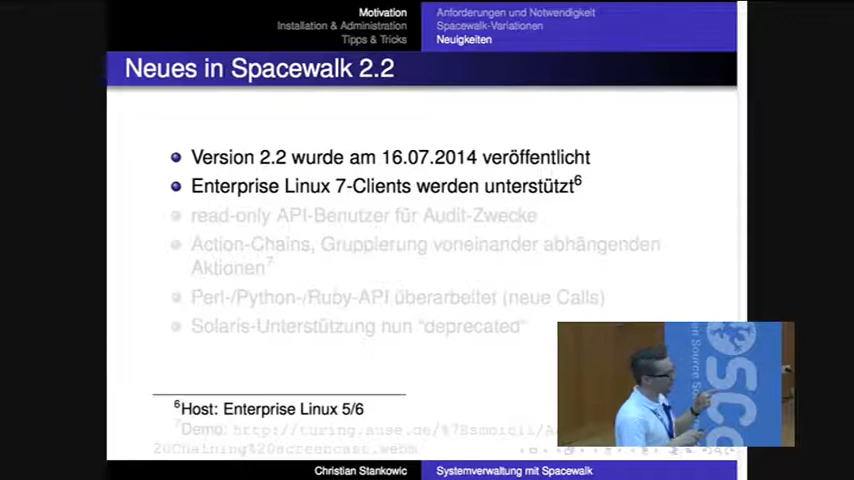 Motivation
Installation & Administration
Tipps & Tricks
Anforderungen und Notwendigkeit
Spacewalk-Variationen
Neuigkeiten
Neues in Spacewalk 2.2
Version 2.2 wurde am 16.07.2014 veröffentlicht
Enterprise Linux 7-Clients werden unterstützt6
read-only API-Benutzer für Audit-Zwecke
Action-Chains, Gruppierung voneinander abhängenden
Aktionen7
Perl-/Python-/Ruby-API überarbeitet (neue Calls)
Solaris-Unterstützung nun "deprecated"
6Host: Enterprise Linux 5/6
7Demo:
Open Source
Christian Stankowic
Systemverwaltung mit Spacewalk